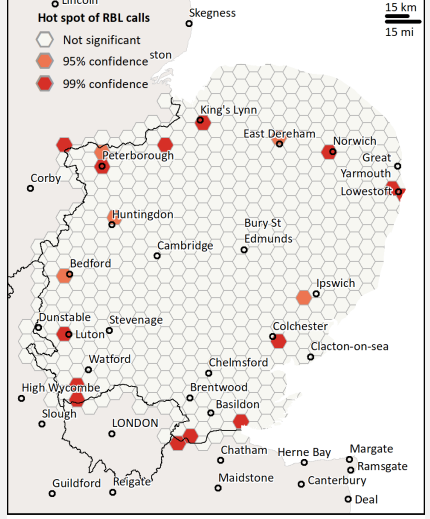 Lincoln
Skegness
Hot spot of RBL calls
Not significant
95% confidence
99% confidence
ston
15 km
15 mi
King's Lynn
East Dereham
Norwich
Great
Yarmouth
Lowestoft
Peterborough
Corby
Huntingdon
Bury St
Edmunds
Cambridge
Bedford
Ipswich
Dunstable
Stevenage
Luton
Colchester
Clacton-on-sea
Watford
Chelmsford
High Wycombe
Brentwood
Slough
Basildon
LONDON
Chatham
Herne Bay
Margate
Ramsgate
Guildford
Reigate
Maidstone
Canterbury
Deal